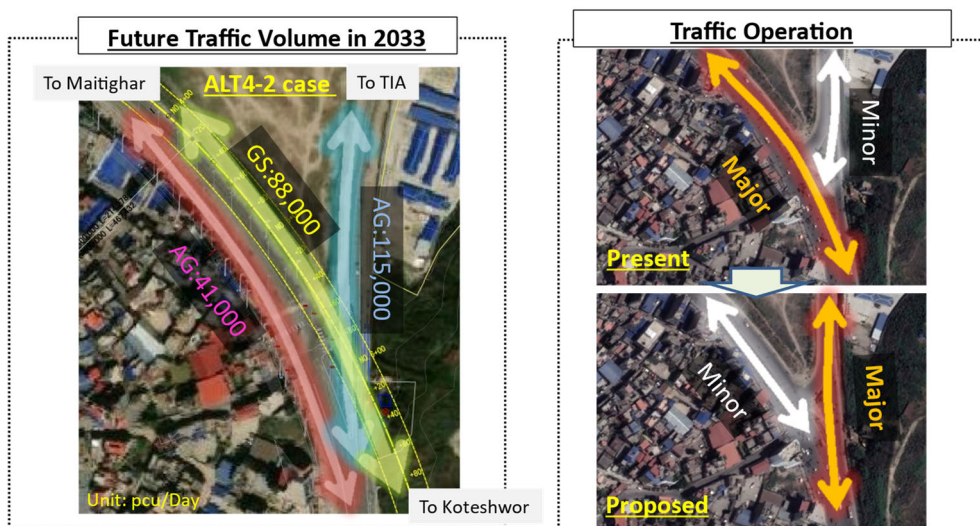 Future Traffic Volume in 2033
To Maitighar
ALT4-2 case
To TIA
GS:88,000
AG:115,000
AG:41,000
Unit: pcu/Day
To Koteshwor
Traffic Operation
Major
Minor
Present
Minor
Major
Proposed